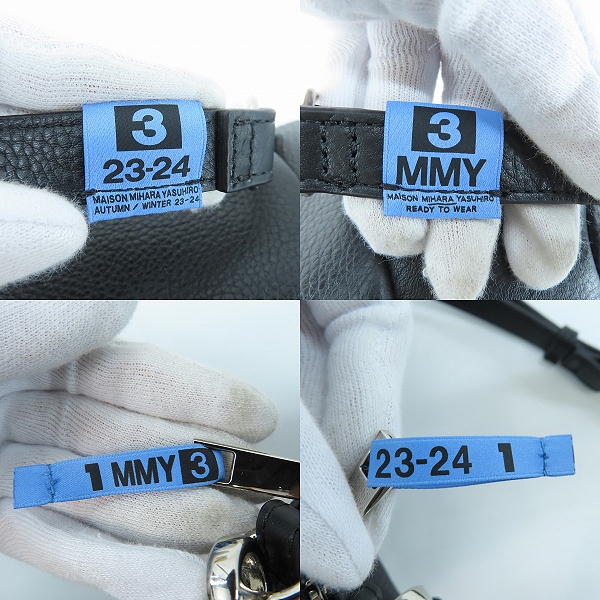 3
23-24
MAISON MIHARA YASUHIRO
AUTUMN / WINTER 23-24
3
MMY
MAISON MIHARA YASUHIRO
READY TO WEAR
1 MMY 3
23-24 1